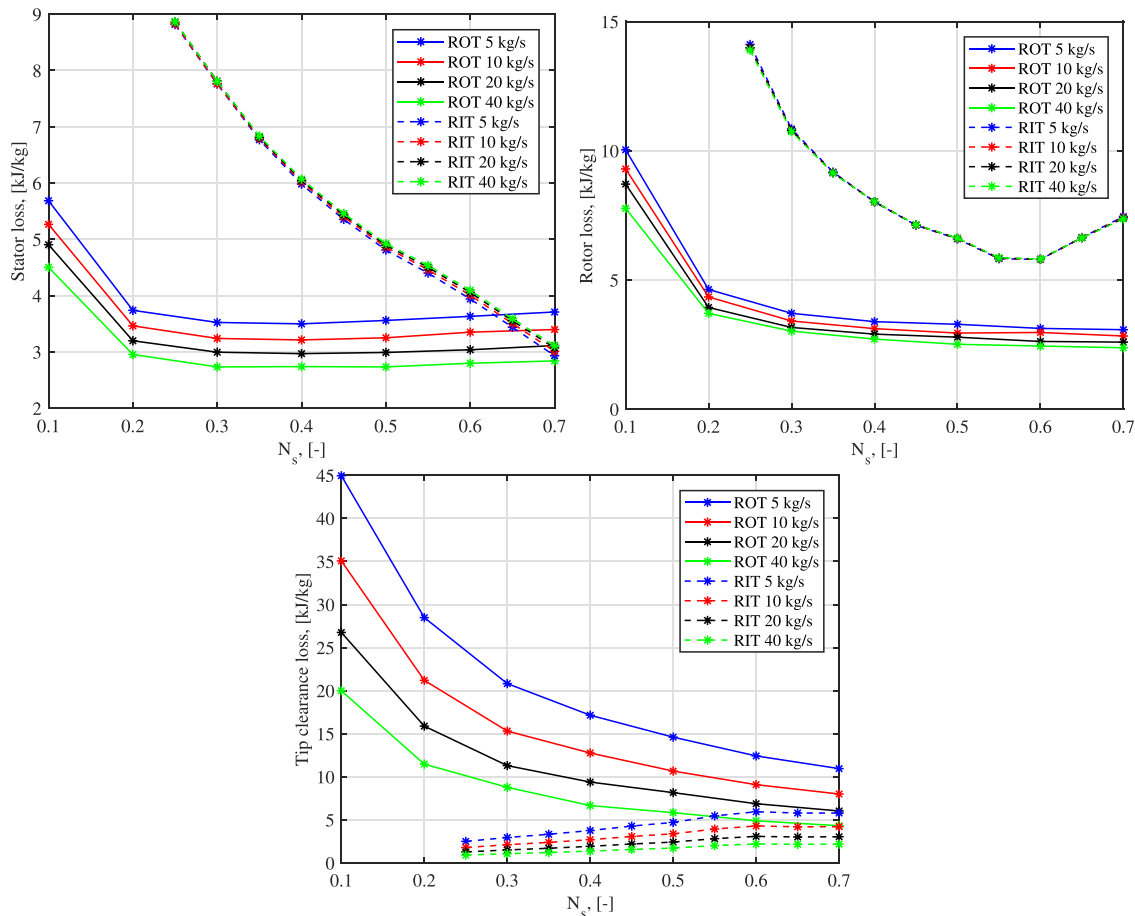 9
8
7
6
5
4
3
2
Stator loss, [kJ/kg]
0.1 0.2 0.3 0.4 0.5 0.6 0.7
N_s, [-]
ROT 5 kg/s
ROT 10 kg/s
ROT 20 kg/s
ROT 40 kg/s
RIT 5 kg/s
RIT 10 kg/s
RIT 20 kg/s
RIT 40 kg/s
15
10
5
0
Rotor loss, [kJ/kg]
0.1 0.2 0.3 0.4 0.5 0.6 0.7
N_s, [-]
ROT 5 kg/s
ROT 10 kg/s
ROT 20 kg/s
ROT 40 kg/s
RIT 5 kg/s
RIT 10 kg/s
RIT 20 kg/s
RIT 40 kg/s
45
40
35
30
25
20
15
10
5
0
Tip clearance loss, [kJ/kg]
0.1 0.2 0.3 0.4 0.5 0.6 0.7
N_s, [-]
ROT 5 kg/s
ROT 10 kg/s
ROT 20 kg/s
ROT 40 kg/s
RIT 5 kg/s
RIT 10 kg/s
RIT 20 kg/s
RIT 40 kg/s